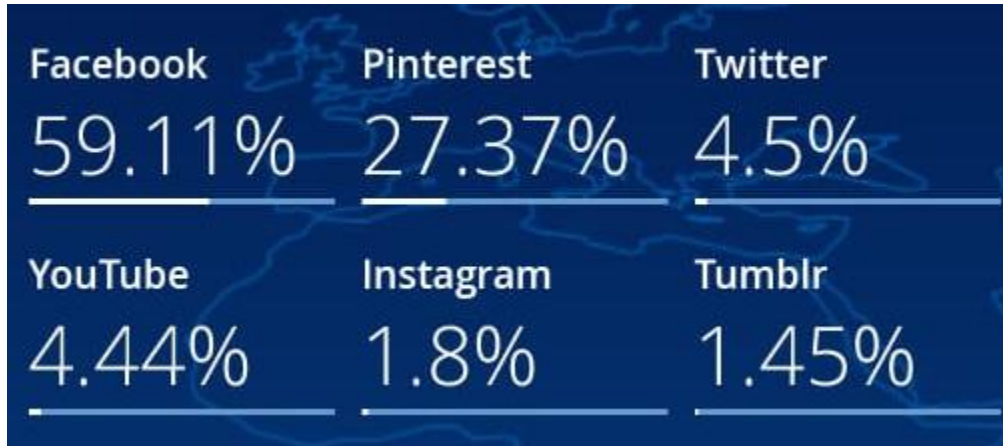 Facebook Pinterest Twitter
59.11% 27.37% 4.5%
YouTube Instagram Tumblr
4.44% 1.8% 1.45%